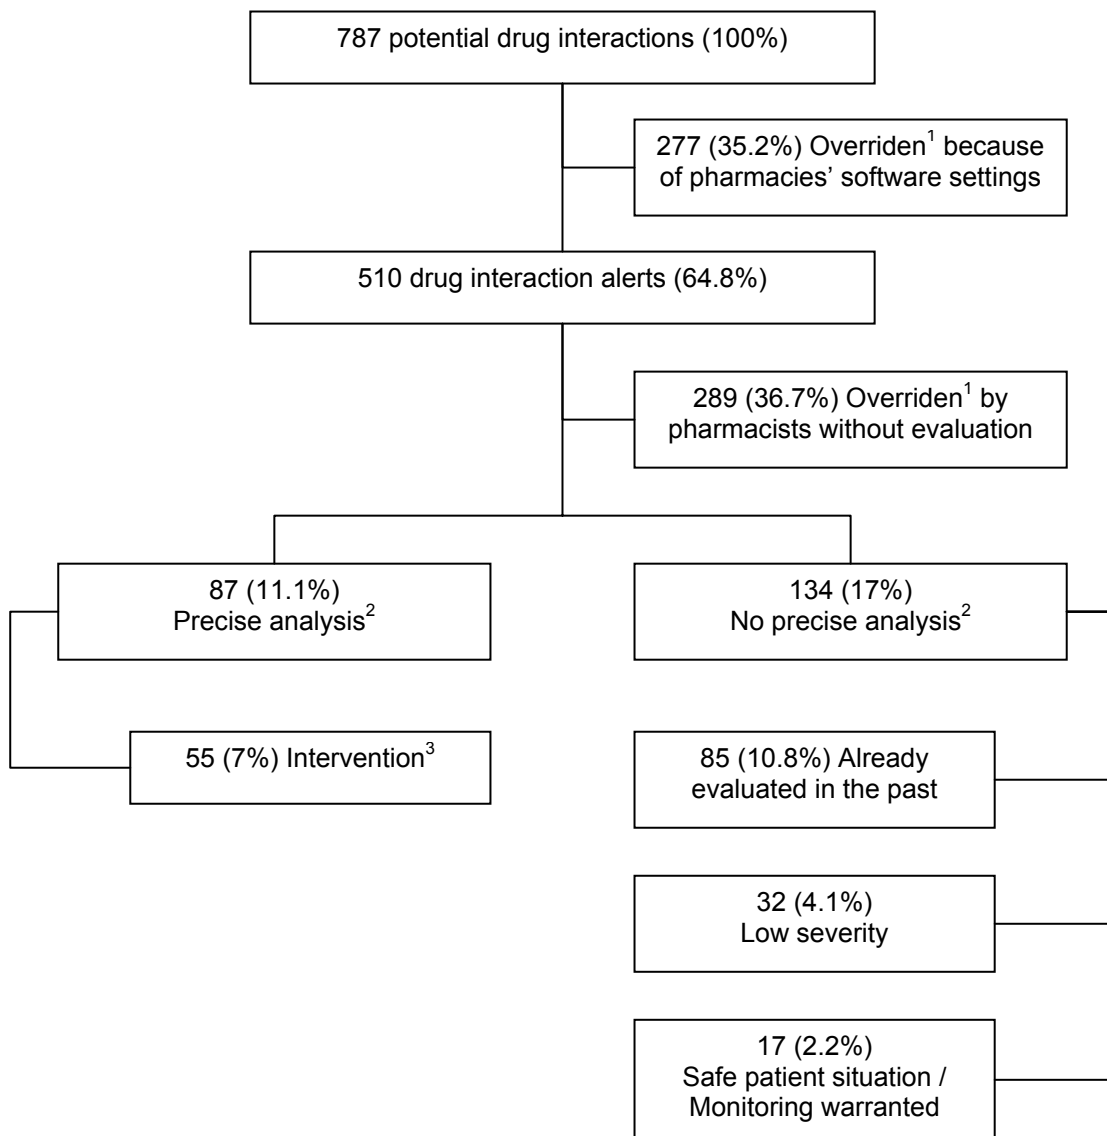 787 potential drug interactions (100%)
277 (35.2%) Overriden¹ because
of pharmacies’ software settings
510 drug interaction alerts (64.8%)
289 (36.7%) Overriden¹ by
pharmacists without evaluation
87 (11.1%)
Precise analysis²
134 (17%)
No precise analysis²
55 (7%) Intervention³
85 (10.8%) Already
evaluated in the past
32 (4.1%)
Low severity
17 (2.2%)
Safe patient situation /
Monitoring warranted